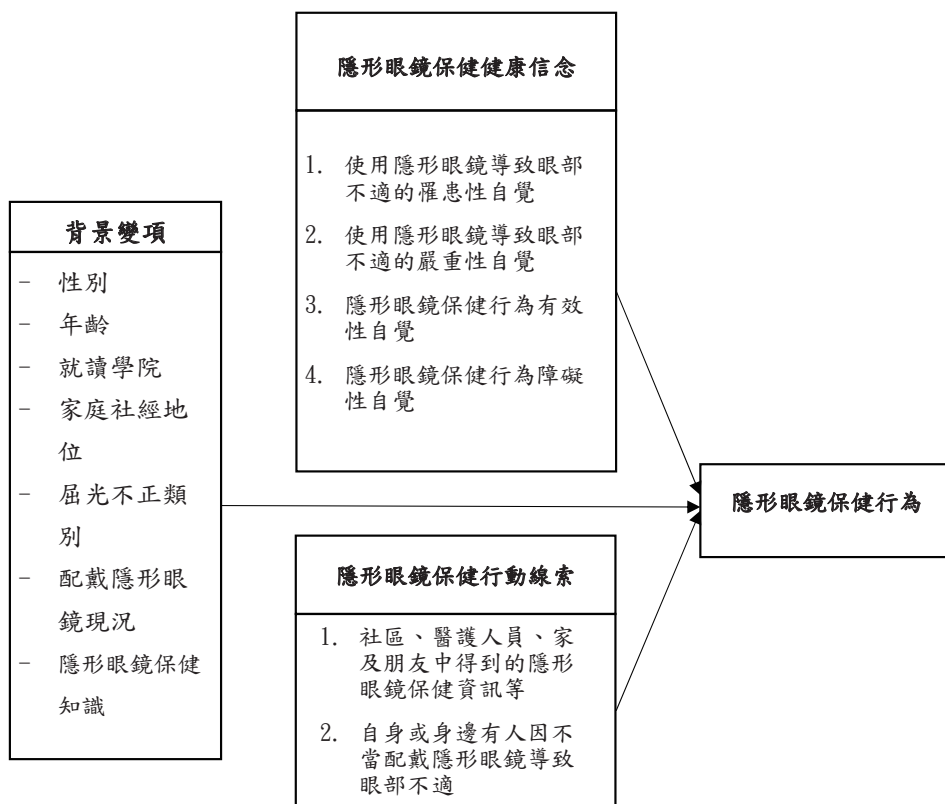 隱形眼鏡保健健康信念
1. 使用隱形眼鏡導致眼部
不適的罹患性自覺
2. 使用隱形眼鏡導致眼部
不適的嚴重性自覺
3. 隱形眼鏡保健行為有效
性自覺
4. 隱形眼鏡保健行為障礙
性自覺
背景變項
- 性別
- 年齡
- 就讀學院
- 家庭社經地
位
- 屈光不正類
別
- 配戴隱形眼
鏡現況
- 隱形眼鏡保健
知識
隱形眼鏡保健行為
隱形眼鏡保健行動線索
1. 社區、醫護人員、家
及朋友中得到的隱形
眼鏡保健資訊等
2. 自身或身邊有人因不
當配戴隱形眼鏡導致
眼部不適